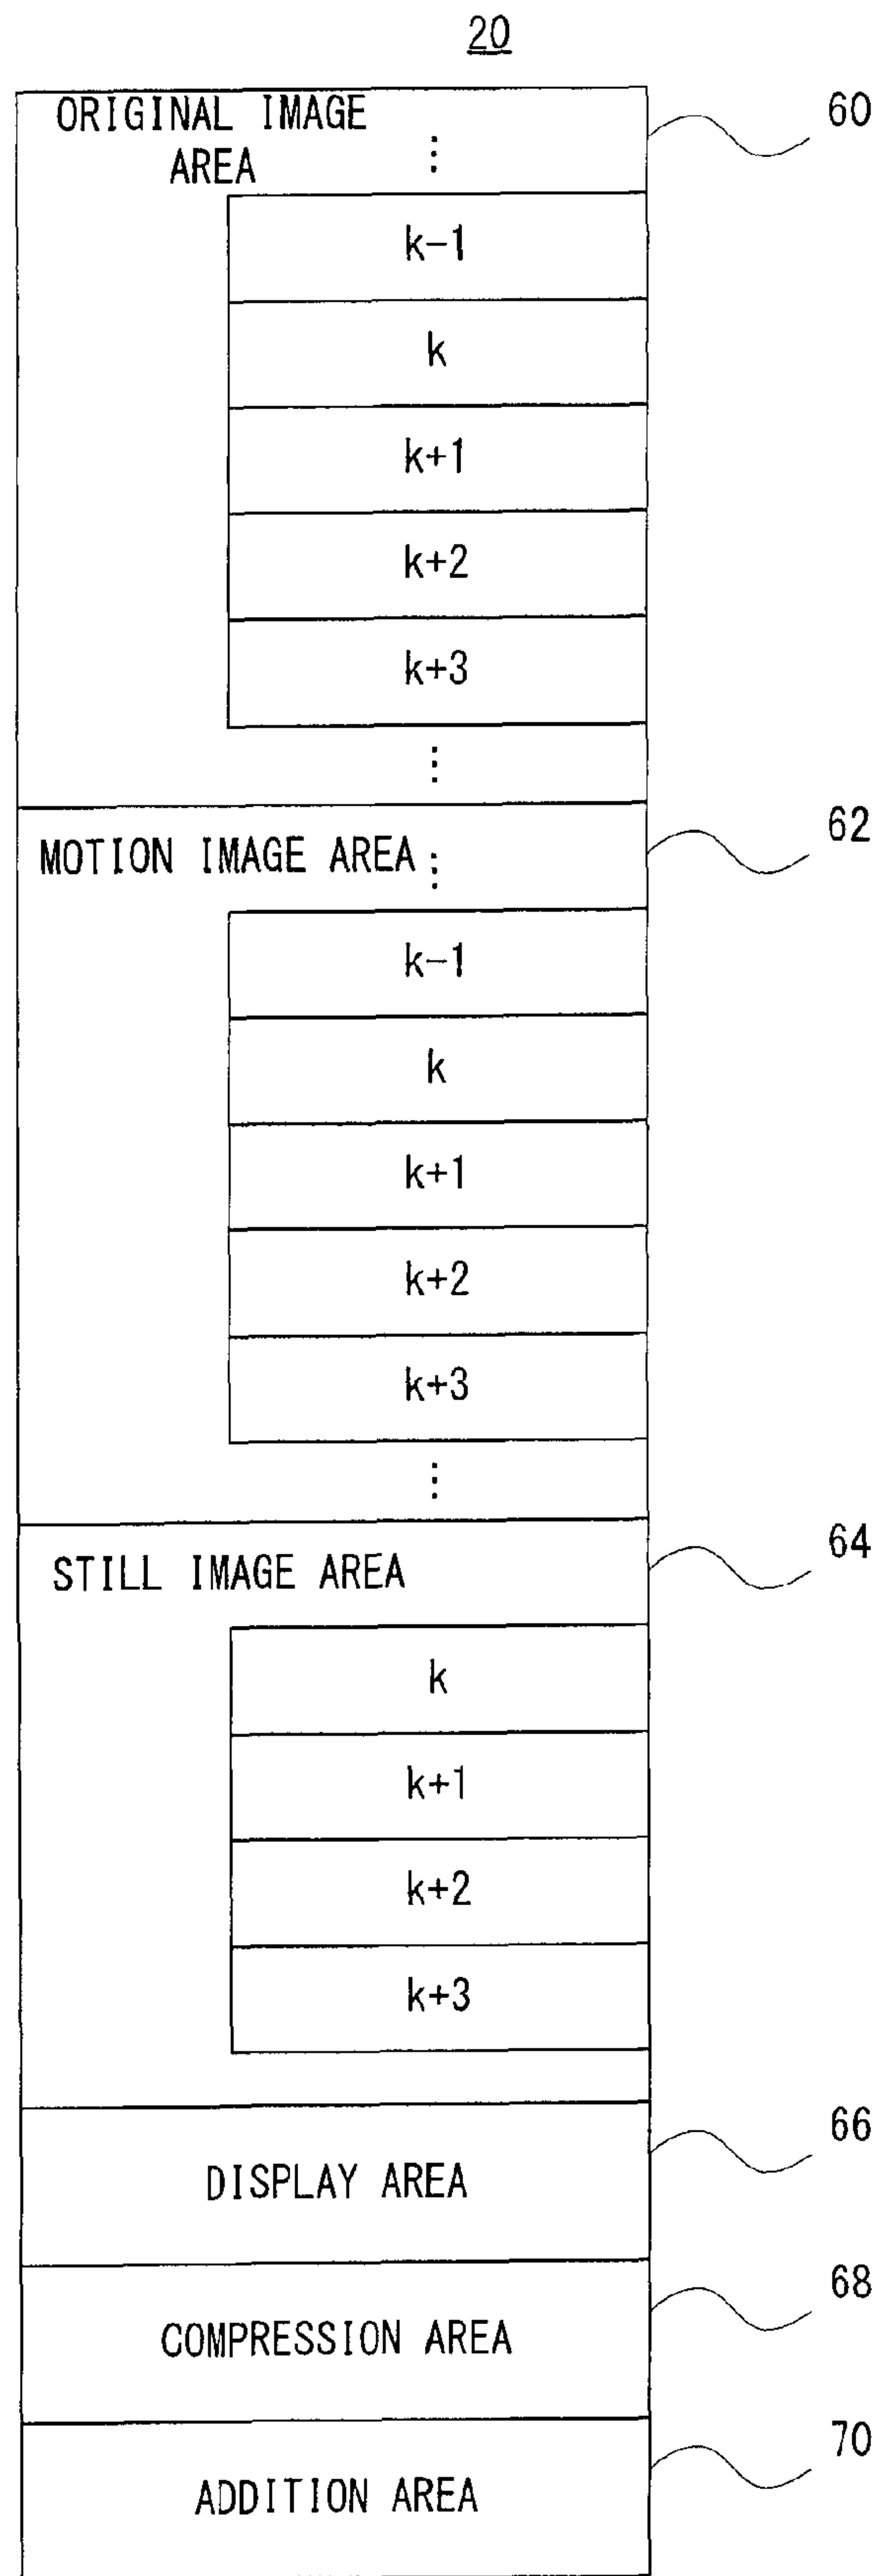 20
ORIGINAL IMAGE
AREA
60
k-1
k
k+1
k+2
k+3
MOTION IMAGE AREA
62
k-1
k
k+1
k+2
k+3
STILL IMAGE AREA
64
k
k+1
k+2
k+3
DISPLAY AREA
66
COMPRESSION AREA
68
ADDITION AREA
70